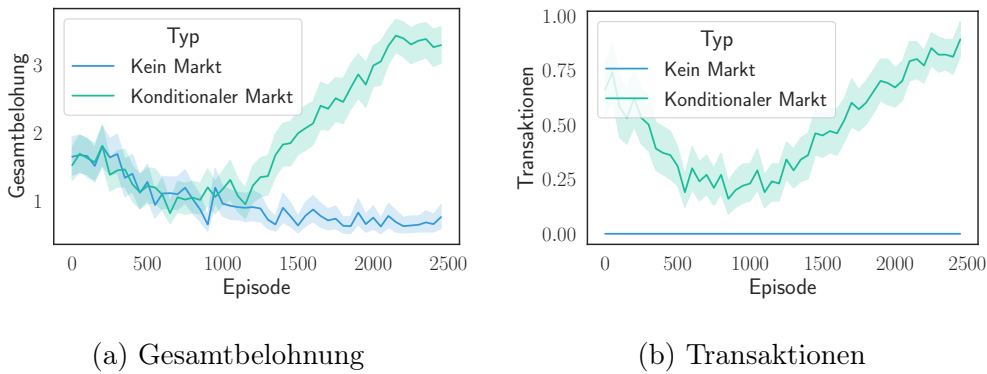 Gesamtbelohung
3
2
1
Typ
Kein Markt
Konditionaler Markt
0 500 1000 1500 2000 2500
Episode
(a) Gesamtbelohnung
Transaktionen
1.00
0.75
0.50
0.25
0.00
Typ
Kein Markt
Konditionaler Markt
0 500 1000 1500 2000 2500
Episode
(b) Transaktionen